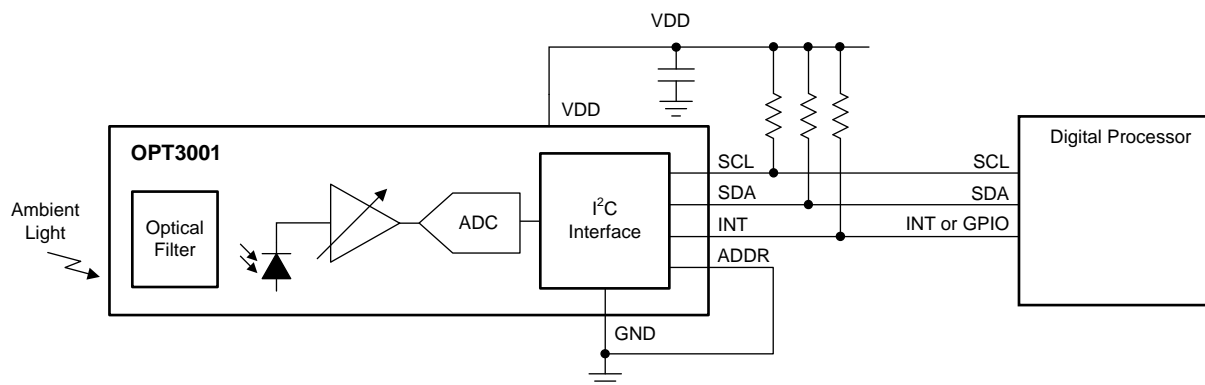 VDD
VDD
OPT3001
Digital Processor
SCL
SCL
SDA
SDA
INT
INT or GPIO
ADDR
Ambient
Light
Optical
Filter
ADC
I²C
Interface
GND